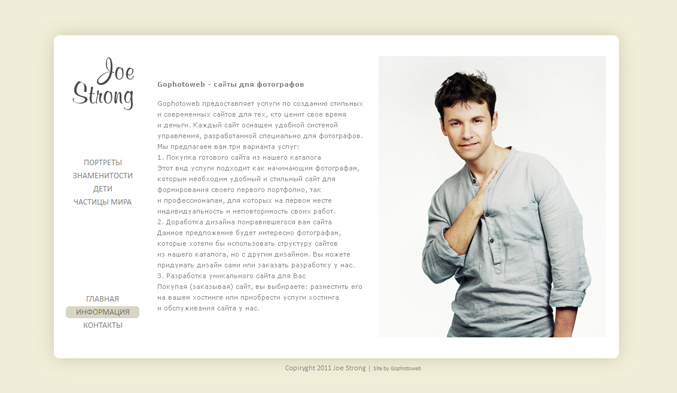 Joe
Strong
ПОРТРЕТЫ
ЗНАМЕНИТОСТИ
ДЕТИ
ЧАСТИЦЫ МИРА
ГЛАВНАЯ
ИНФОРМАЦИЯ
КОНТАКТЫ
Gophotoweb - сайты для фотографов
Gophotoweb предоставляет услуги по созданию стильных
и современных сайтов для тех, кто ценит свое время
и деньги. Каждый сайт оснащен удобной системой
управления, разработанной специально для фотографов.
Мы предлагаем вам три варианта услуг:
1. Покупка готового сайта из нашего каталога
Этот вид услуги подходит как начинающим фотографам,
которым необходим удобный и стильный сайт для
формирования своего первого портфолио, так
и профессионалам, для которых на первом месте
индивидуальность и неповторимость своих работ.
2. Доработка дизайна понравившегося вам сайта
Данное предложение будет интересно фотографам,
которые хотели бы использовать структуру сайтов
из нашего каталога, но с другим дизайном. Вы можете
придумать дизайн сами или заказать разработку у нас.
3. Разработка уникального сайта для Вас
Покупая (заказывая) сайт, вы выбираете: разместить его
на вашем хостинге или приобрести услуги хостинга
и обслуживания сайта у нас.
Copiryght 2011 Joe Strong | Site by Gophotoweb